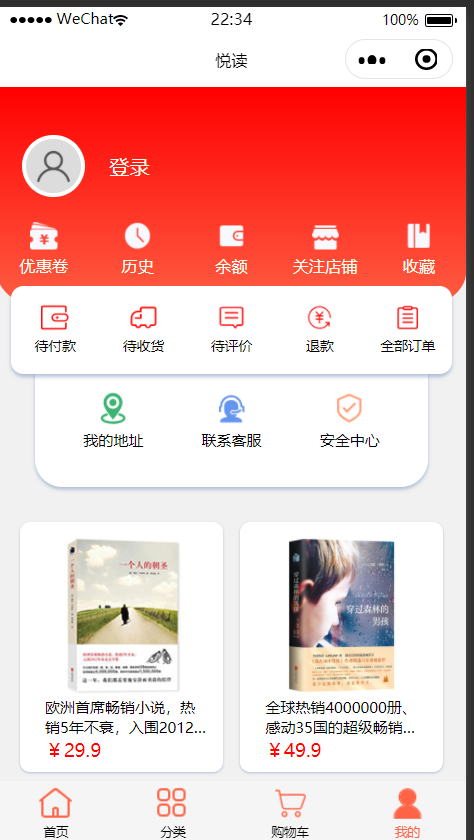 WeChat 22:34 100%
悦读
登录
优惠卷 历史 余额 关注店铺 收藏
待付款 待收货 待评价 退款 全部订单
我的地址 联系客服 安全中心
一个人的朝圣
穿过森林的
男孩
欧洲首席畅销小说，热
销5年不衰，入围2012...
￥29.9
全球热销4000000册、
感动35国的超级畅销...
￥49.9
首页 分类 购物车 我的